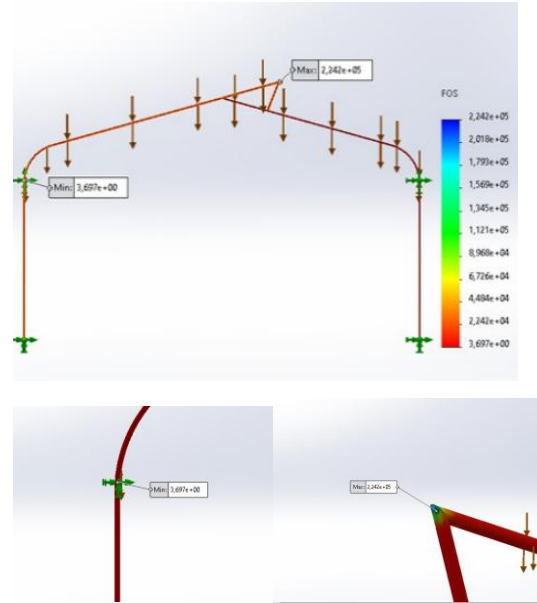 Max: 2,242e+05
FOS
2,242e+05
2,018e+05
1,793e+05
1,569e+05
1,345e+05
1,121e+05
8,968e+04
6,726e+04
4,484e+04
2,242e+04
3,697e+00
Min: 3,697e+00
Min: 3,697e+00
Max: 2,242e+05